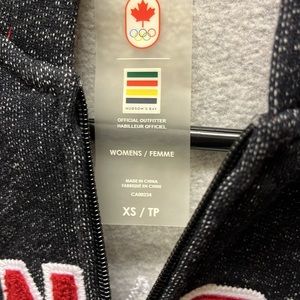 HUDSON'S BAY
OFFICIAL OUTFITTER
HABILLEUR OFFICIEL
WOMENS / FEMME
MADE IN CHINA
FABRIQUÉ EN CHINE
CA00234
XS / TP
N